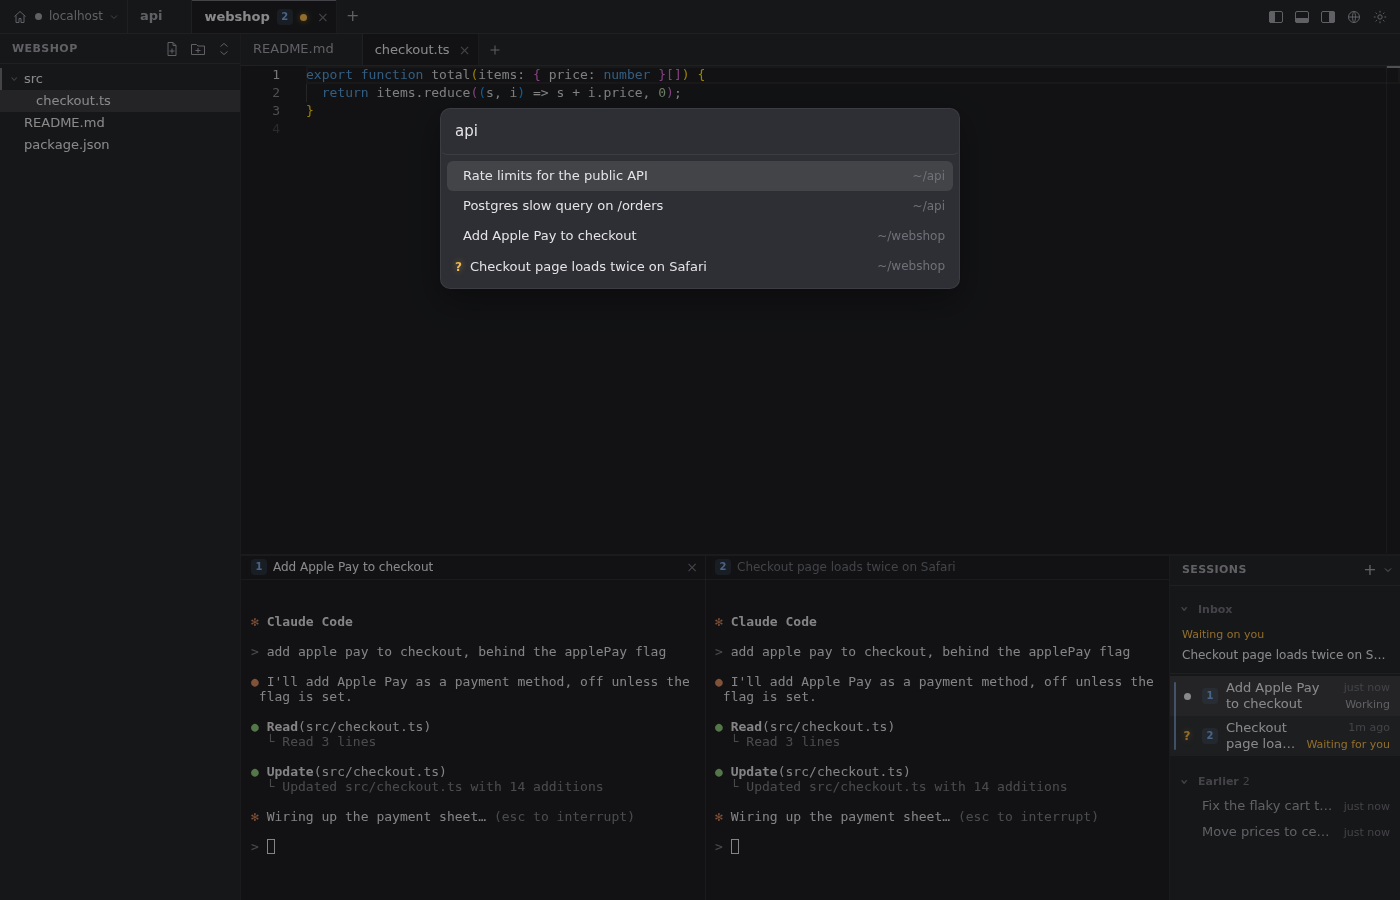 localhost
api
webshop 2
WEBSHOP
src
checkout.ts
README.md
package.json
README.md
checkout.ts
1 export function total(items: { price: number }[]) {
2 return items.reduce((s, i) => s + i.price, 0);
3 }
4
api
Rate limits for the public API ~/api
Postgres slow query on /orders ~/api
Add Apple Pay to checkout ~/webshop
? Checkout page loads twice on Safari ~/webshop
1 Add Apple Pay to checkout
✻ Claude Code
> add apple pay to checkout, behind the applePay flag
● I'll add Apple Pay as a payment method, off unless the
flag is set.
● Read(src/checkout.ts)
└ Read 3 lines
● Update(src/checkout.ts)
└ Updated src/checkout.ts with 14 additions
✻ Wiring up the payment sheet… (esc to interrupt)
>
2 Checkout page loads twice on Safari
✻ Claude Code
> add apple pay to checkout, behind the applePay flag
● I'll add Apple Pay as a payment method, off unless the
flag is set.
● Read(src/checkout.ts)
└ Read 3 lines
● Update(src/checkout.ts)
└ Updated src/checkout.ts with 14 additions
✻ Wiring up the payment sheet… (esc to interrupt)
>
SESSIONS
Inbox
Waiting on you
Checkout page loads twice on S…
1 Add Apple Pay just now
to checkout Working
? 2 Checkout 1m ago
page loa… Waiting for you
Earlier 2
Fix the flaky cart t… just now
Move prices to ce… just now